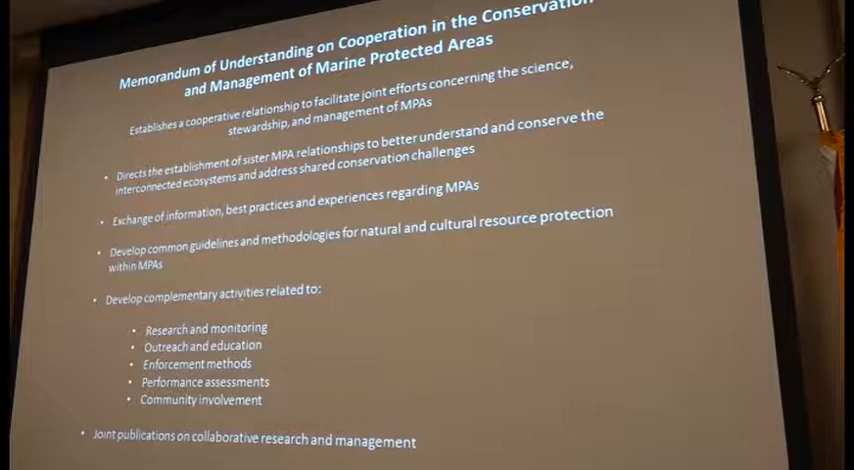 Memorandum of Understanding on Cooperation in the Conservation
and Management of Marine Protected Areas
Establishes a cooperative relationship to facilitate joint efforts concerning the science,
stewardship, and management of MPAs
• Directs the establishment of sister MPA relationships to better understand and conserve the
interconnected ecosystems and address shared conservation challenges
• Exchange of information, best practices and experiences regarding MPAs
• Develop common guidelines and methodologies for natural and cultural resource protection
within MPAs
• Develop complementary activities related to:
• Research and monitoring
• Outreach and education
• Enforcement methods
• Performance assessments
• Community involvement
• Joint publications on collaborative research and management